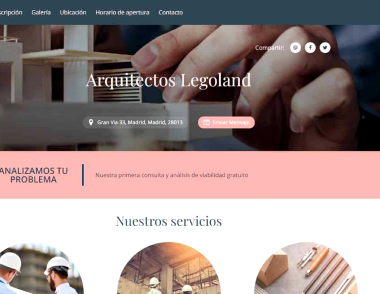 scripción Galería Ubicación Horario de apertura Contacto
Compartir:
Arquitectos Legoland
Gran Vía 33, Madrid, Madrid, 28013 Enviar Mensaje
ANALIZAMOS TU
PROBLEMA
Nuestra primera consulta y análisis de viabilidad gratuito
Nuestros servicios